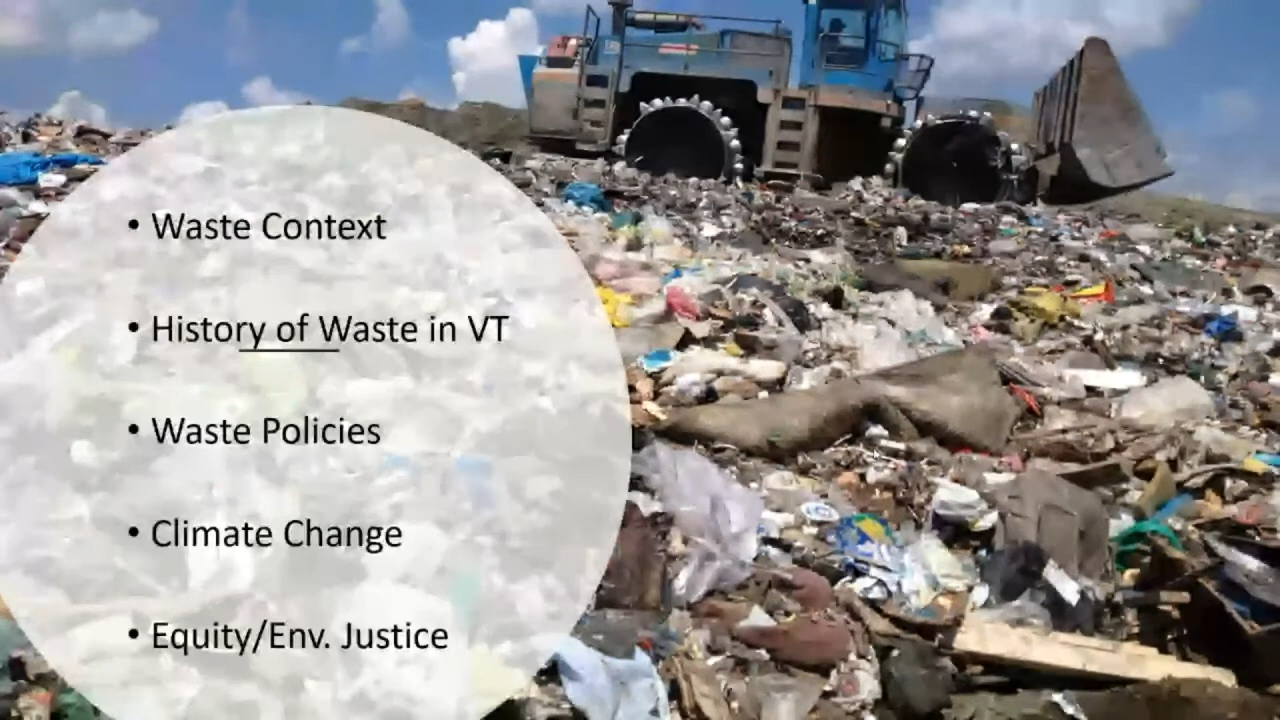 • Waste Context
• History of Waste in VT
• Waste Policies
• Climate Change
• Equity/Env. Justice